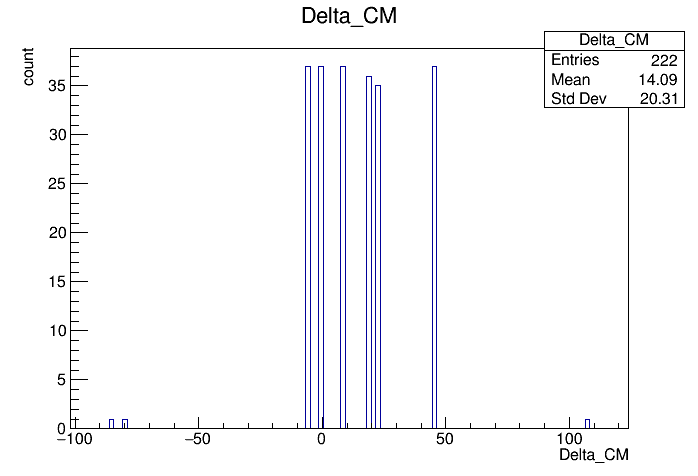 Delta_CM
Delta_CM
Entries 222
Mean 14.09
Std Dev 20.31
count
35
30
25
20
15
10
5
0
−100 −50 0 50 100
Delta_CM